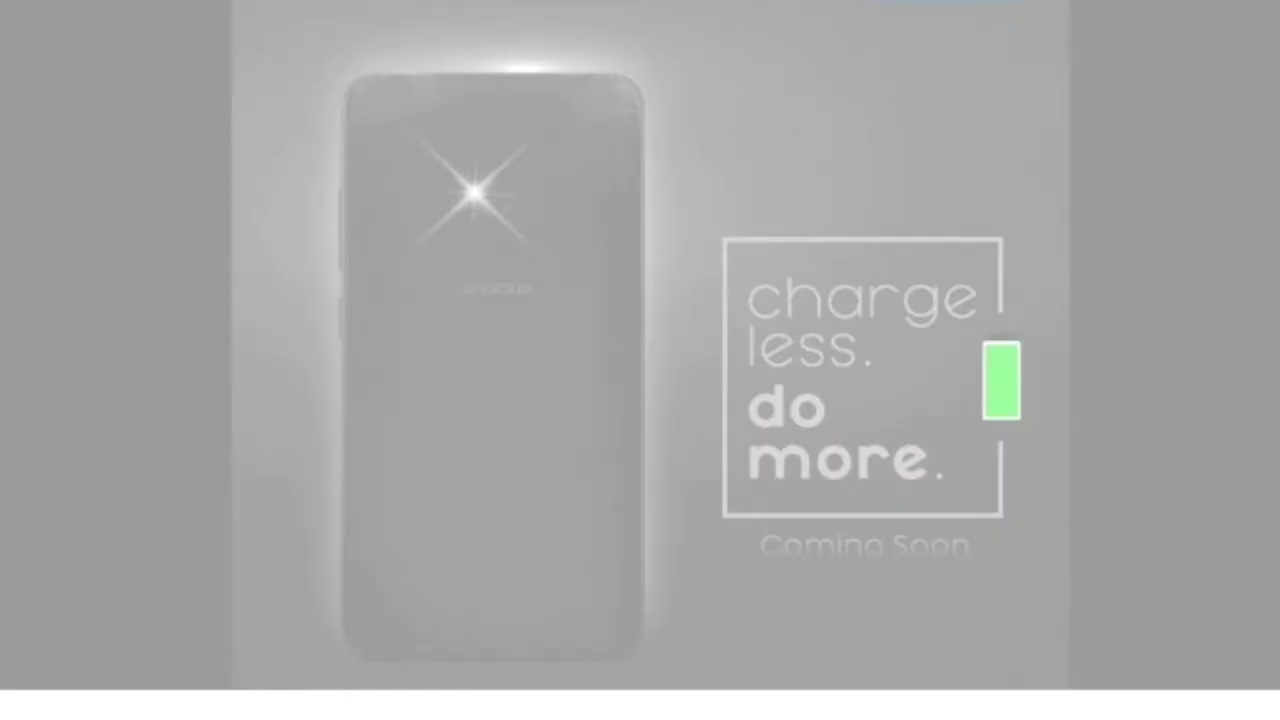 charge
less.
do
more.
Coming Soon